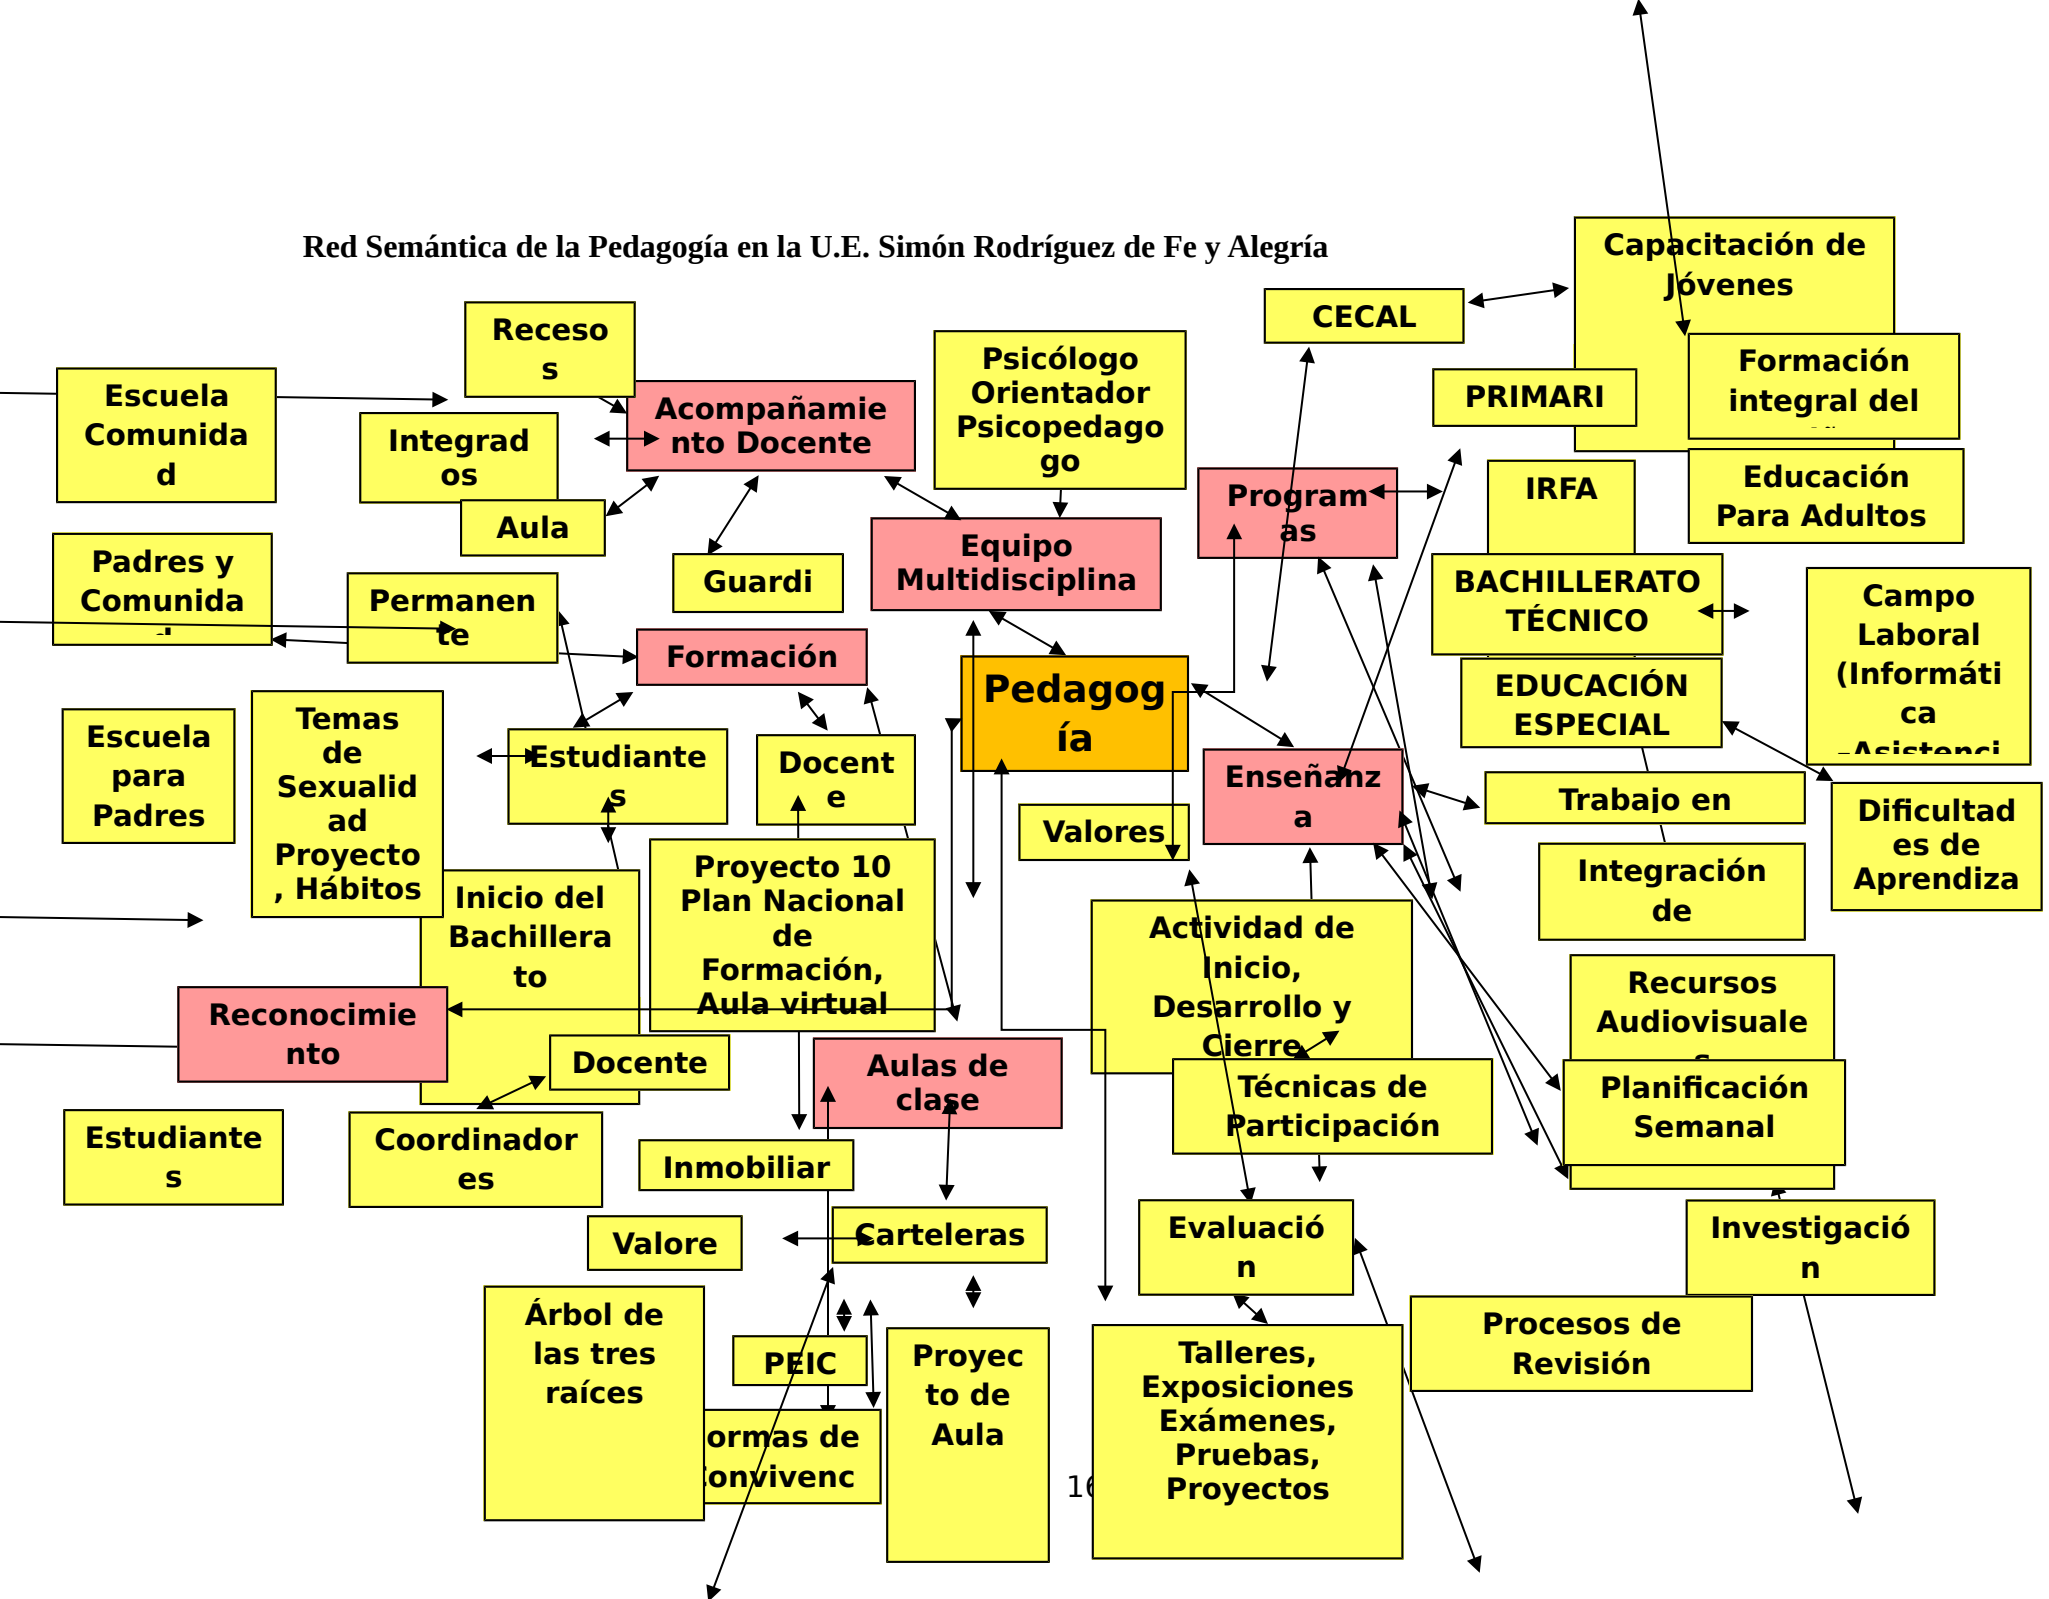 Red Semántica de la Pedagogía en la U.E. Simón Rodríguez de Fe y Alegría
Capacitación de
Jóvenes
CECAL
Receso
s
Psicólogo
Orientador
Psicopedago
go
Formación
integral del
PRIMARI
Escuela
Comunida
d
Acompañamie
nto Docente
Integrad
os
Aula
Program
as
IRFA
Educación
Para Adultos
Padres y
Comunida
Permanen
te
Guardi
Equipo
Multidisciplina
BACHILLERATO
TÉCNICO
Campo
Laboral
(Informáti
ca
-Asistenci
Formación
Pedagog
ía
EDUCACIÓN
ESPECIAL
Escuela
para
Padres
Temas
de
Sexualid
ad
Proyecto
, Hábitos
Estudiante
s
Docent
e
Enseñanz
a
Valores
Trabajo en
Dificultad
es de
Aprendiza
Integración
de
Inicio del
Bachillera
to
Proyecto 10
Plan Nacional
de
Formación,
Aula virtual
Actividad de
Inicio,
Desarrollo y
Cierre
Recursos
Audiovisuale
Reconocimie
nto
Docente
Aulas de
clase
Técnicas de
Participación
Planificación
Semanal
Estudiante
s
Coordinador
es
Inmobiliar
Valore
Carteleras
Evaluació
n
Investigació
n
Árbol de
las tres
raíces
PEIC
Proyec
to de
Aula
Talleres,
Exposiciones
Exámenes,
Pruebas,
Proyectos
Procesos de
Revisión
ormas de
onvivenc
16